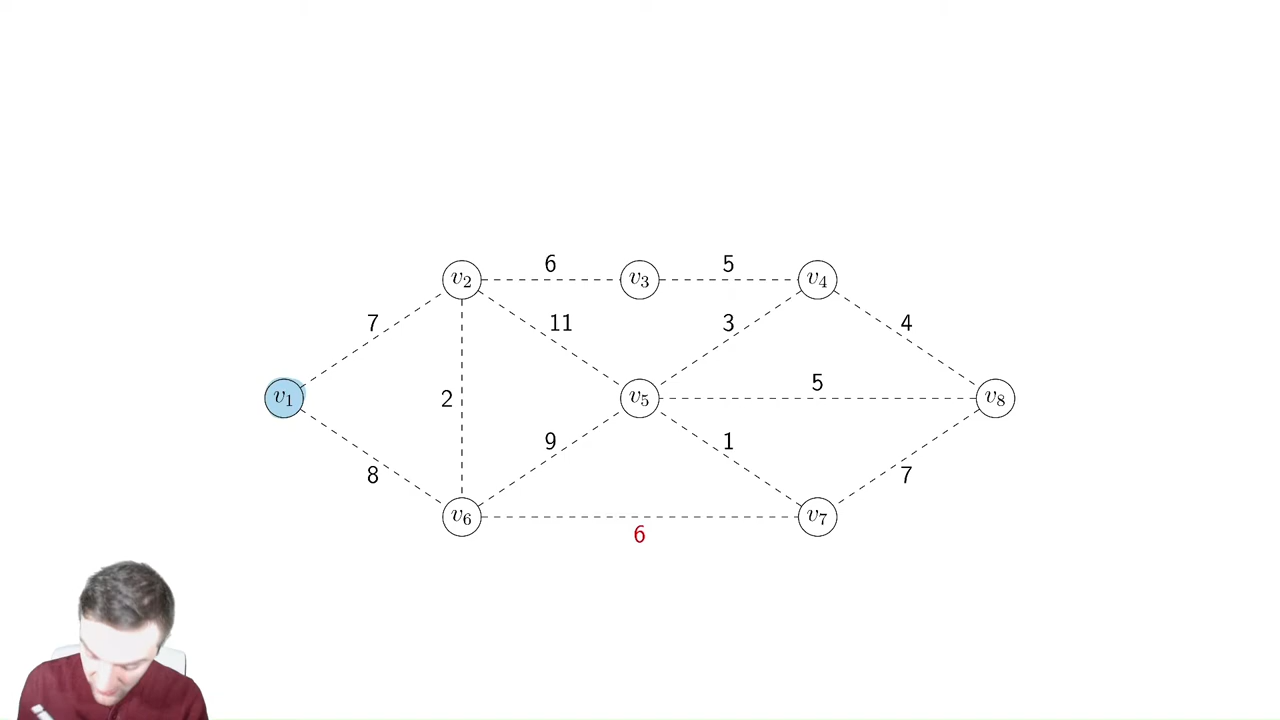 6 5
v₂ v₃ v₄
7 11 3 4
5
v₁ 2 v₅ v₈
9 1
8 7
v₆ v₇
6